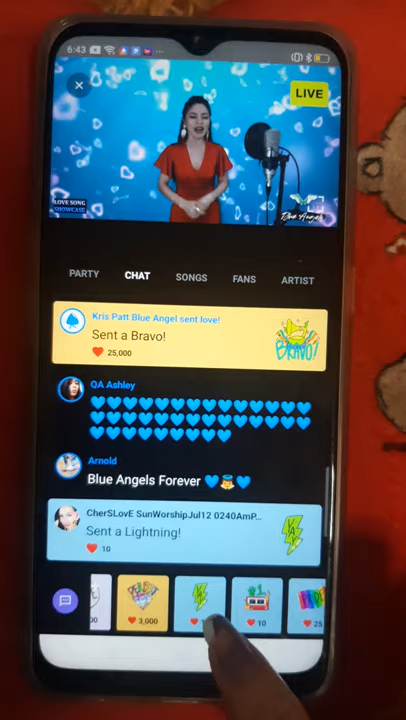 6:43
LIVE
LOVE SONG
SHOWCASE
Blue Angels
PARTY CHAT SONGS FANS ARTIST
Kris Patt Blue Angel sent love!
Sent a Bravo!
25,000
BRAVO!
QA Ashley
Arnold
Blue Angels Forever
CherSLovE SunWorshipJul12 0240AmP...
Sent a Lightning!
10
3,000
10
25